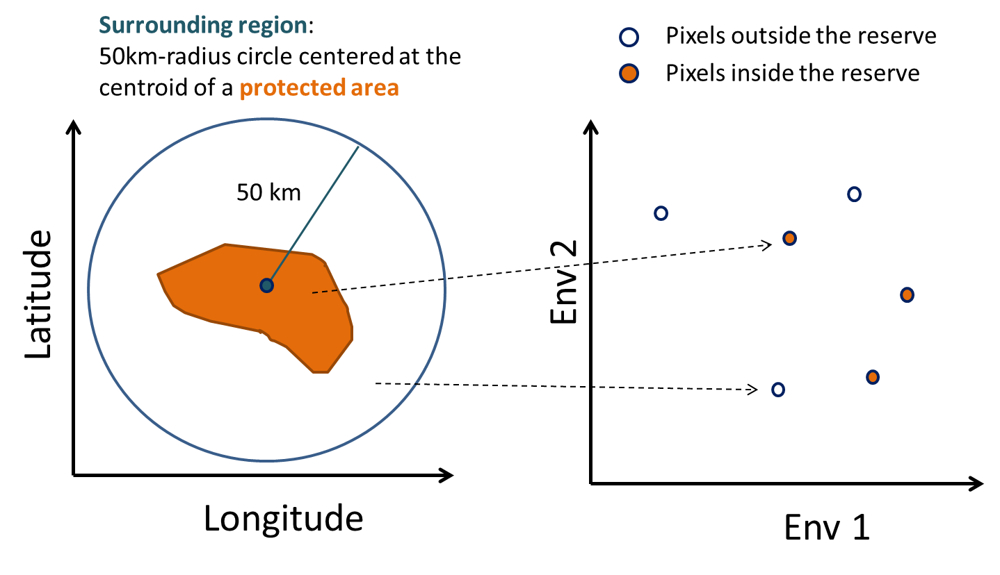 Surrounding region:
50km-radius circle centered at the
centroid of a protected area
Pixels outside the reserve
Pixels inside the reserve
50 km
Latitude
Longitude
Env 2
Env 1